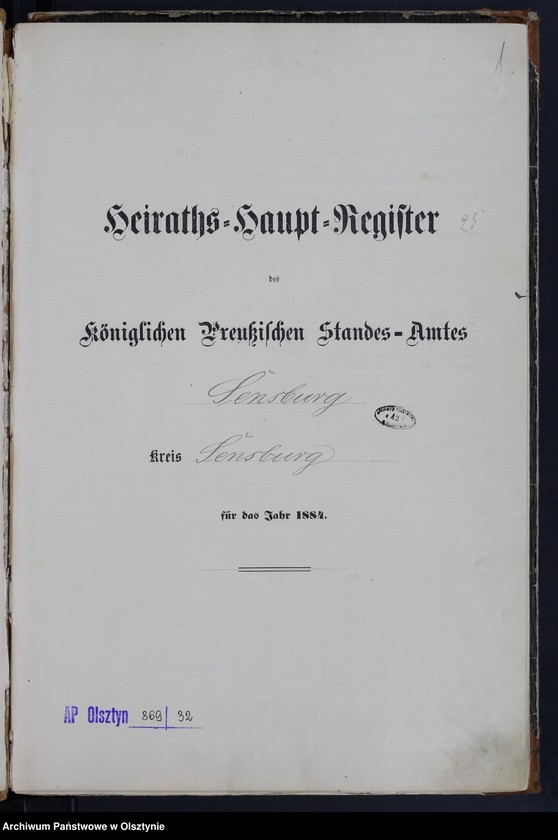 1
Heiraths-Haupt-Register
25
des
Königlichen Preußischen Standes-Amtes
Sensburg
Kreis Sensburg
für das Jahr 1884.
AP Olsztyn 869 | 32
Archiwum Państwowe w Olsztynie